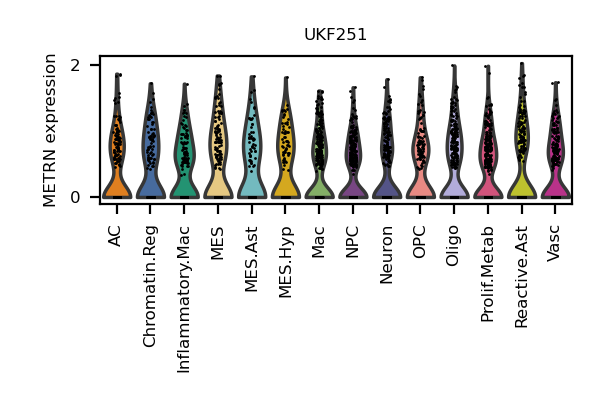 UKF251
METRN expression
2
0
AC
Chromatin.Reg
Inflammatory.Mac
MES
MES.Ast
MES.Hyp
Mac
NPC
Neuron
OPC
Oligo
Prolif.Metab
Reactive.Ast
Vasc